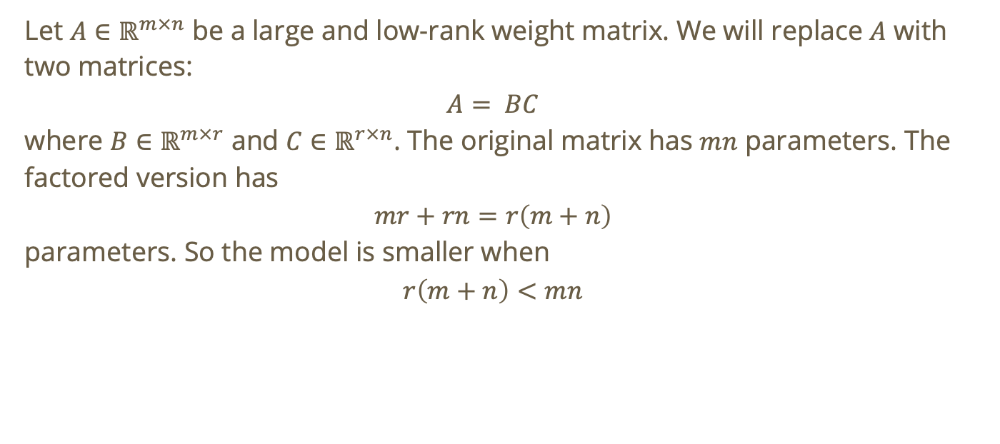 Let A ∈ ℝ^{m×n} be a large and low-rank weight matrix. We will replace A with
two matrices:
A = BC
where B ∈ ℝ^{m×r} and C ∈ ℝ^{r×n}. The original matrix has mn parameters. The
factored version has
mr + rn = r(m + n)
parameters. So the model is smaller when
r(m + n) < mn